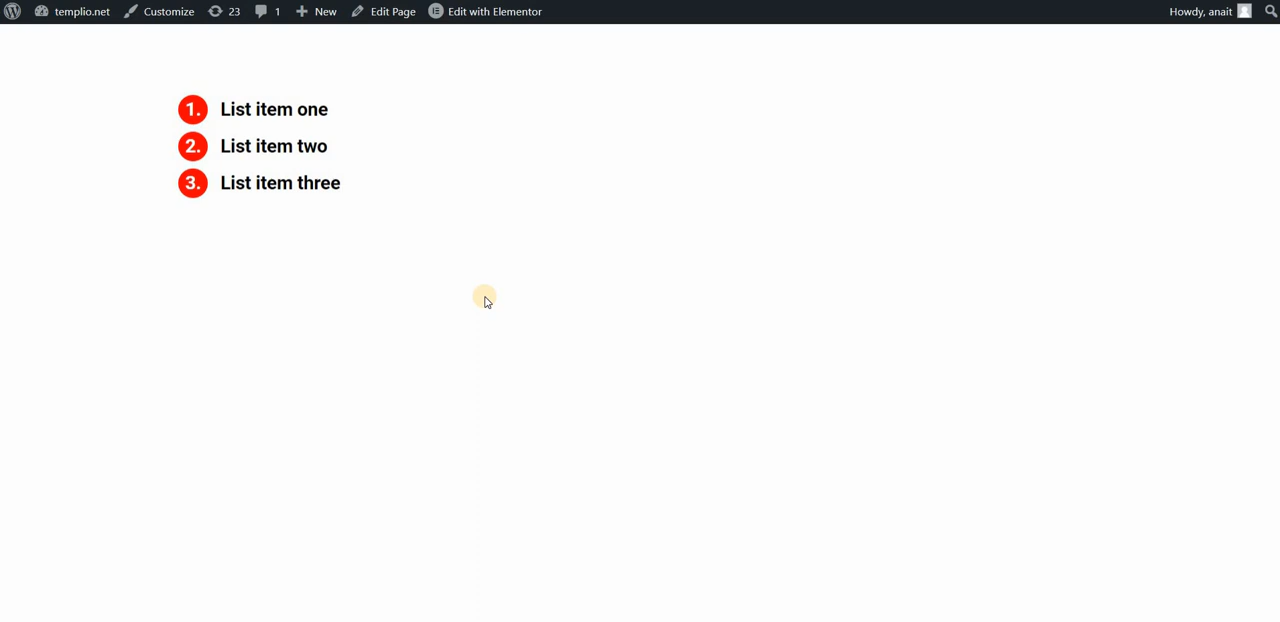 templio.net Customize 23 1 New Edit Page Edit with Elementor Howdy, anait
1. List item one
2. List item two
3. List item three